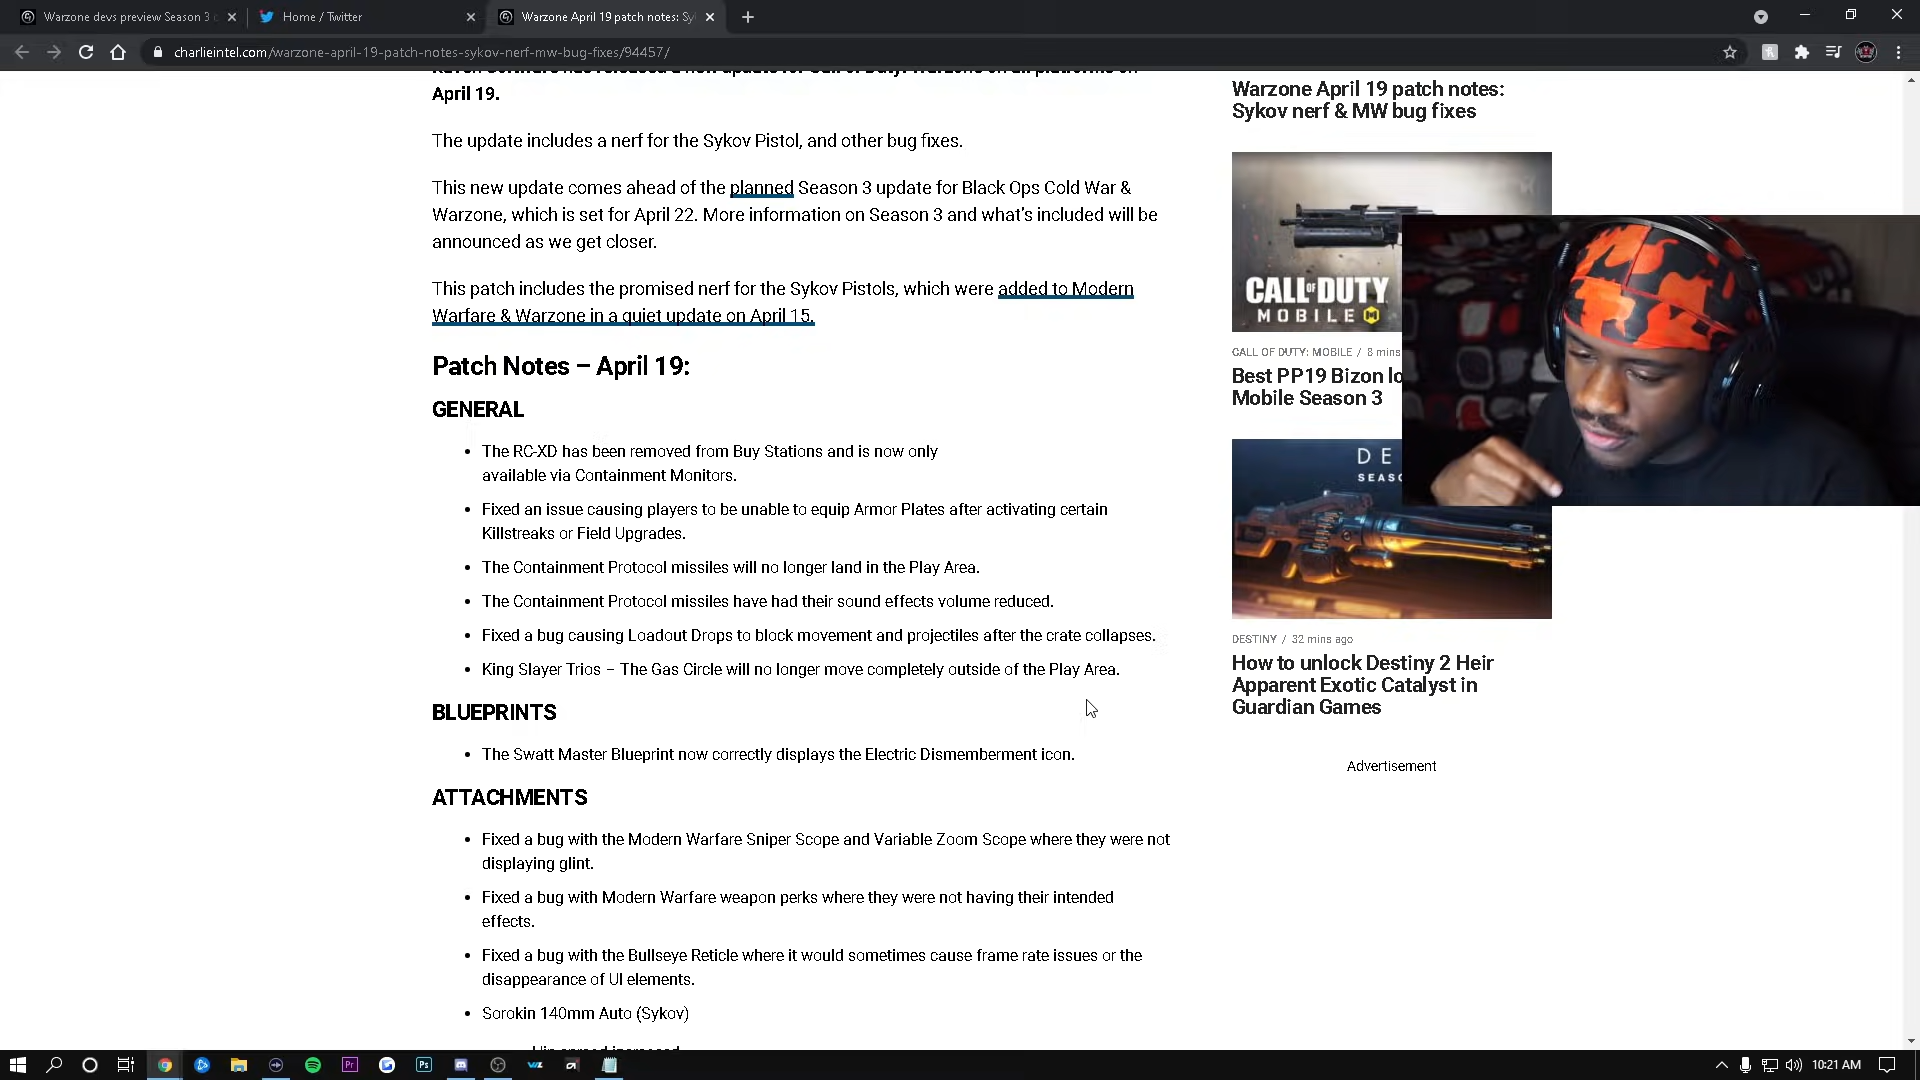 Warzone devs preview Season 3
Home / Twitter
Warzone April 19 patch notes: Sy
charlieintel.com/warzone-april-19-patch-notes-sykov-nerf-mw-bug-fixes/94457/
April 19.
The update includes a nerf for the Sykov Pistol, and other bug fixes.
This new update comes ahead of the planned Season 3 update for Black Ops Cold War &
Warzone, which is set for April 22. More information on Season 3 and what's included will be
announced as we get closer.
This patch includes the promised nerf for the Sykov Pistols, which were added to Modern
Warfare & Warzone in a quiet update on April 15.
Patch Notes – April 19:
GENERAL
• The RC-XD has been removed from Buy Stations and is now only
available via Containment Monitors.
• Fixed an issue causing players to be unable to equip Armor Plates after activating certain
Killstreaks or Field Upgrades.
• The Containment Protocol missiles will no longer land in the Play Area.
• The Containment Protocol missiles have had their sound effects volume reduced.
• Fixed a bug causing Loadout Drops to block movement and projectiles after the crate collapses.
• King Slayer Trios – The Gas Circle will no longer move completely outside of the Play Area.
BLUEPRINTS
• The Swatt Master Blueprint now correctly displays the Electric Dismemberment icon.
ATTACHMENTS
• Fixed a bug with the Modern Warfare Sniper Scope and Variable Zoom Scope where they were not
displaying glint.
• Fixed a bug with Modern Warfare weapon perks where they were not having their intended
effects.
• Fixed a bug with the Bullseye Reticle where it would sometimes cause frame rate issues or the
disappearance of UI elements.
• Sorokin 140mm Auto (Sykov)
Warzone April 19 patch notes:
Sykov nerf & MW bug fixes
CALL OF DUTY
MOBILE
CALL OF DUTY: MOBILE / 8 mins
Best PP19 Bizon lo
Mobile Season 3
DE
SEAS
DESTINY / 32 mins ago
How to unlock Destiny 2 Heir
Apparent Exotic Catalyst in
Guardian Games
Advertisement
Pr
Ps
10:21 AM